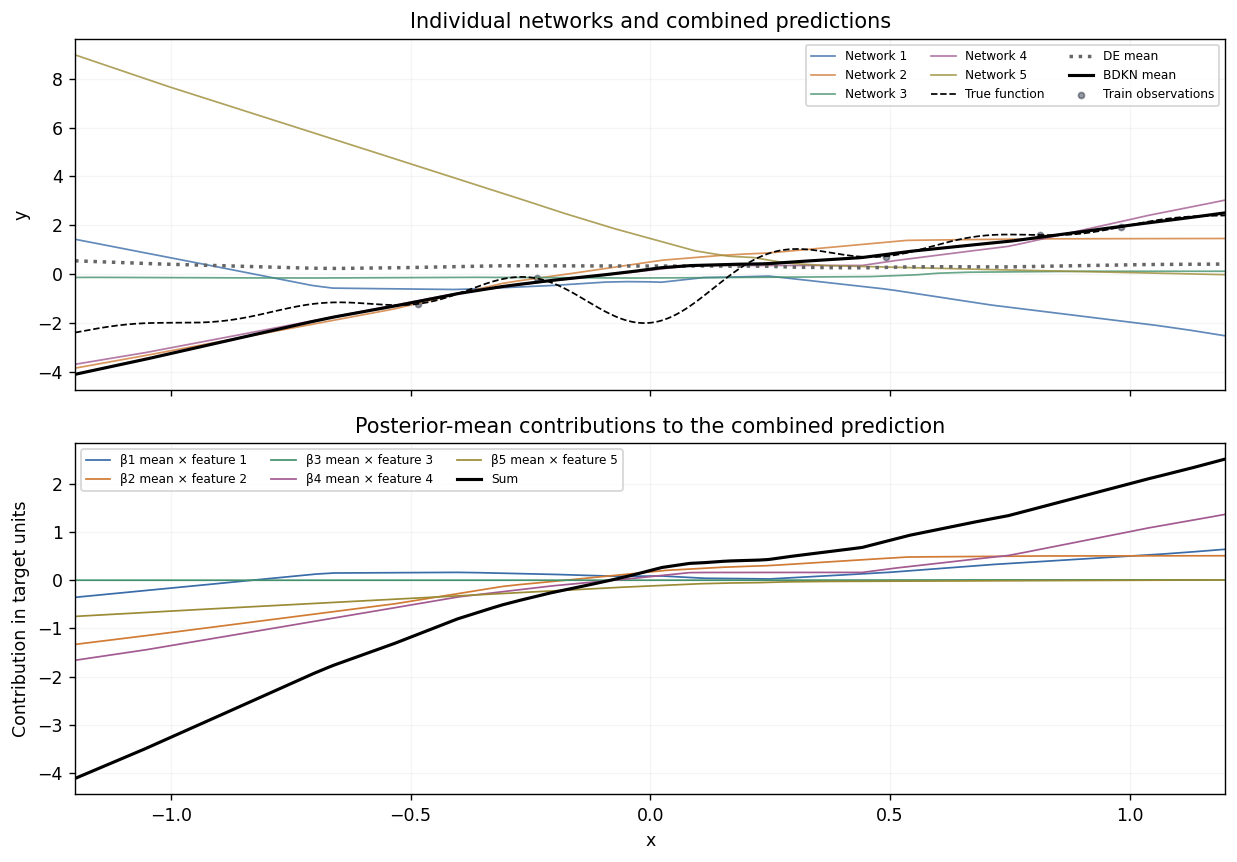 Individual networks and combined predictions
Network 1
Network 2
Network 3
Network 4
Network 5
True function
DE mean
BDKN mean
Train observations
y
8
6
4
2
0
−2
−4
Posterior-mean contributions to the combined prediction
β1 mean × feature 1
β2 mean × feature 2
β3 mean × feature 3
β4 mean × feature 4
β5 mean × feature 5
Sum
Contribution in target units
2
1
0
−1
−2
−3
−4
−1.0
−0.5
0.0
0.5
1.0
x